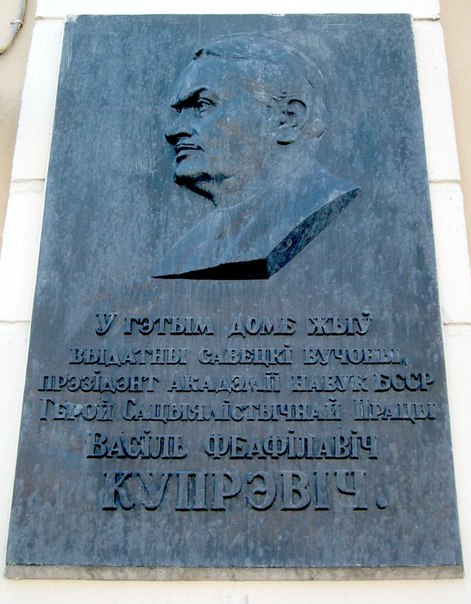 У гэтым доме жыў
выдатны савецкі вучоны,
прэзідэнт Акадэміі навук БССР
Герой Сацыялістычнай Працы
Васіль Феафілавіч
КУПРЭВІЧ.